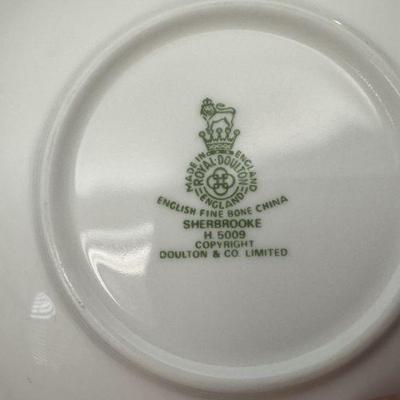 MADE IN ENGLAND
ROYAL·DOULTON
ENGLAND
ENGLISH FINE BONE CHINA
SHERBROOKE
H. 5009
COPYRIGHT
DOULTON & CO. LIMITED